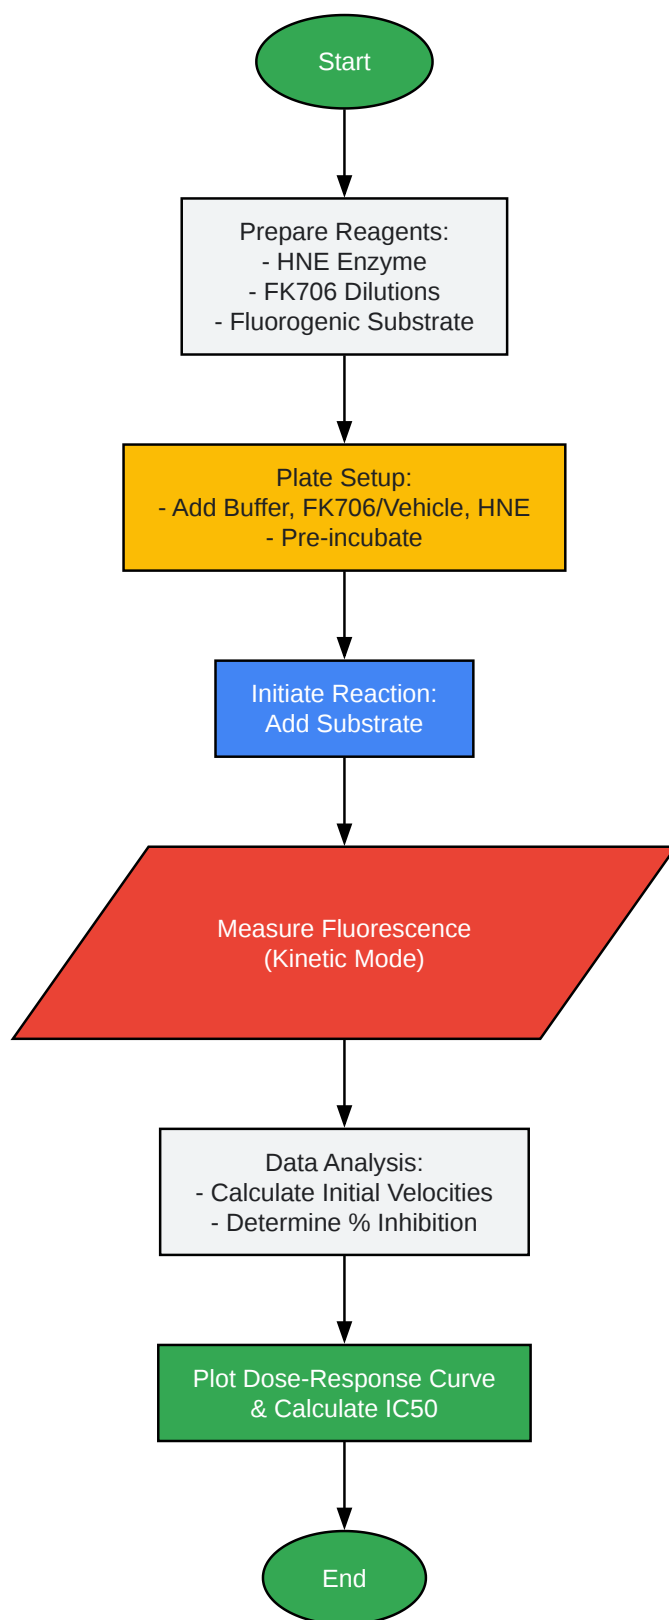 Start
Prepare Reagents:
- HNE Enzyme
- FK706 Dilutions
- Fluorogenic Substrate
Plate Setup:
- Add Buffer, FK706/Vehicle, HNE
- Pre-incubate
Initiate Reaction:
Add Substrate
Measure Fluorescence
(Kinetic Mode)
Data Analysis:
- Calculate Initial Velocities
- Determine % Inhibition
Plot Dose-Response Curve
& Calculate IC50
End